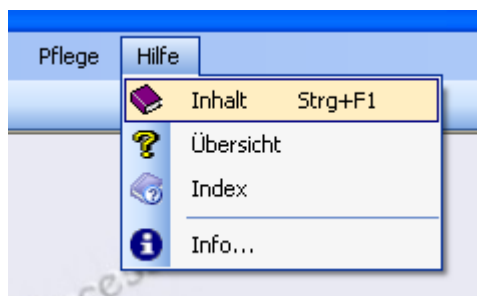 Pflege Hilfe
Inhalt Strg+F1
Übersicht
Index
Info...